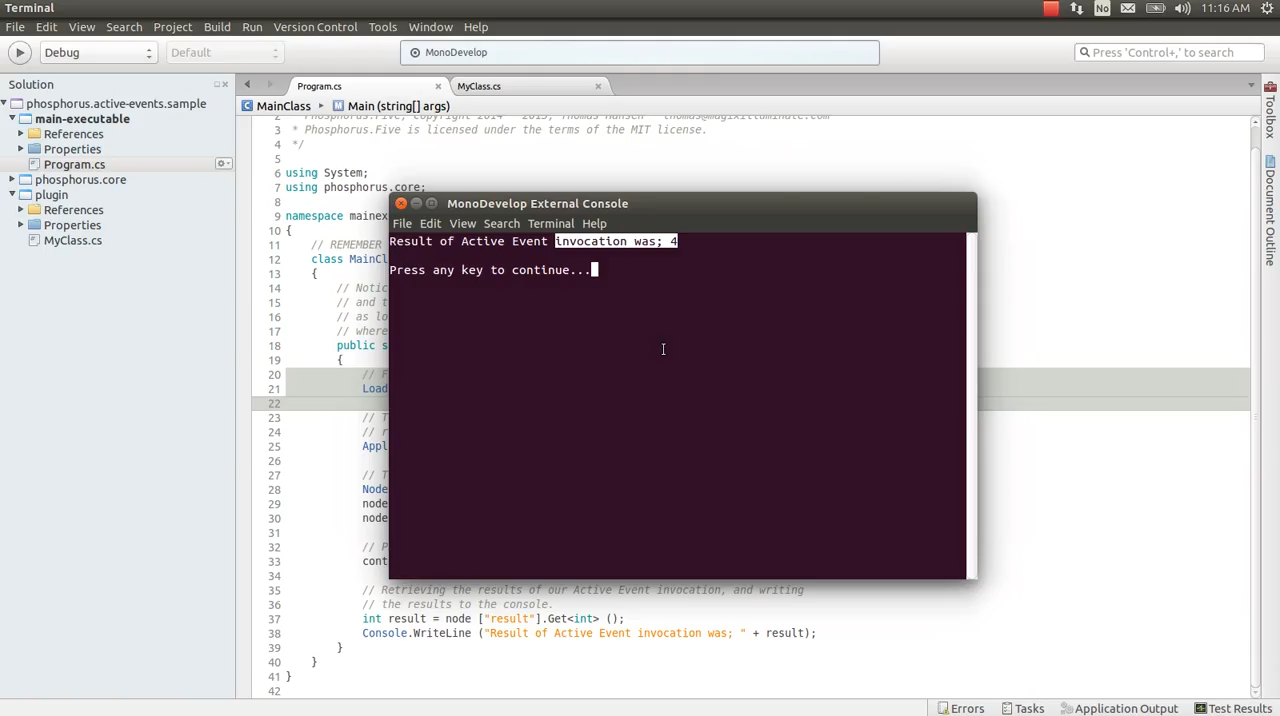 Terminal
No
11:16 AM
File Edit View Search Project Build Run Version Control Tools Window Help
Debug
Default
MonoDevelop
Press 'Control+,' to search
Solution
phosphorus.active-events.sample
main-executable
References
Properties
Program.cs
phosphorus.core
plugin
References
Properties
MyClass.cs
Program.cs
MyClass.cs
MainClass
Main (string[] args)
2 * Phosphorus.Five, copyright 2014 - 2015, Thomas Hansen -
3 * Phosphorus.Five is licensed under the terms of the MIT license.
4 */
5
6 using System;
7 using phosphorus.core;
8
9 namespace mainex
10 {
11 // REMEMBER
12 class MainCl
13 {
14 // Notic
15 // and t
16 // as lo
17 // where
18 public s
19 {
20 // F
21 Load
22
23 // T
24 // r
25 Appl
26
27 // T
28 Node
29 node
30 node
31
32 // P
33 cont
34
35 // Retrieving the results of our Active Event invocation, and writing
36 // the results to the console.
37 int result = node ["result"].Get<int> ();
38 Console.WriteLine ("Result of Active Event invocation was; " + result);
39 }
40 }
41 }
42
MonoDevelop External Console
File Edit View Search Terminal Help
Result of Active Event invocation was; 4
Press any key to continue...
Toolbox
Document Outline
Errors
Tasks
Application Output
Test Results